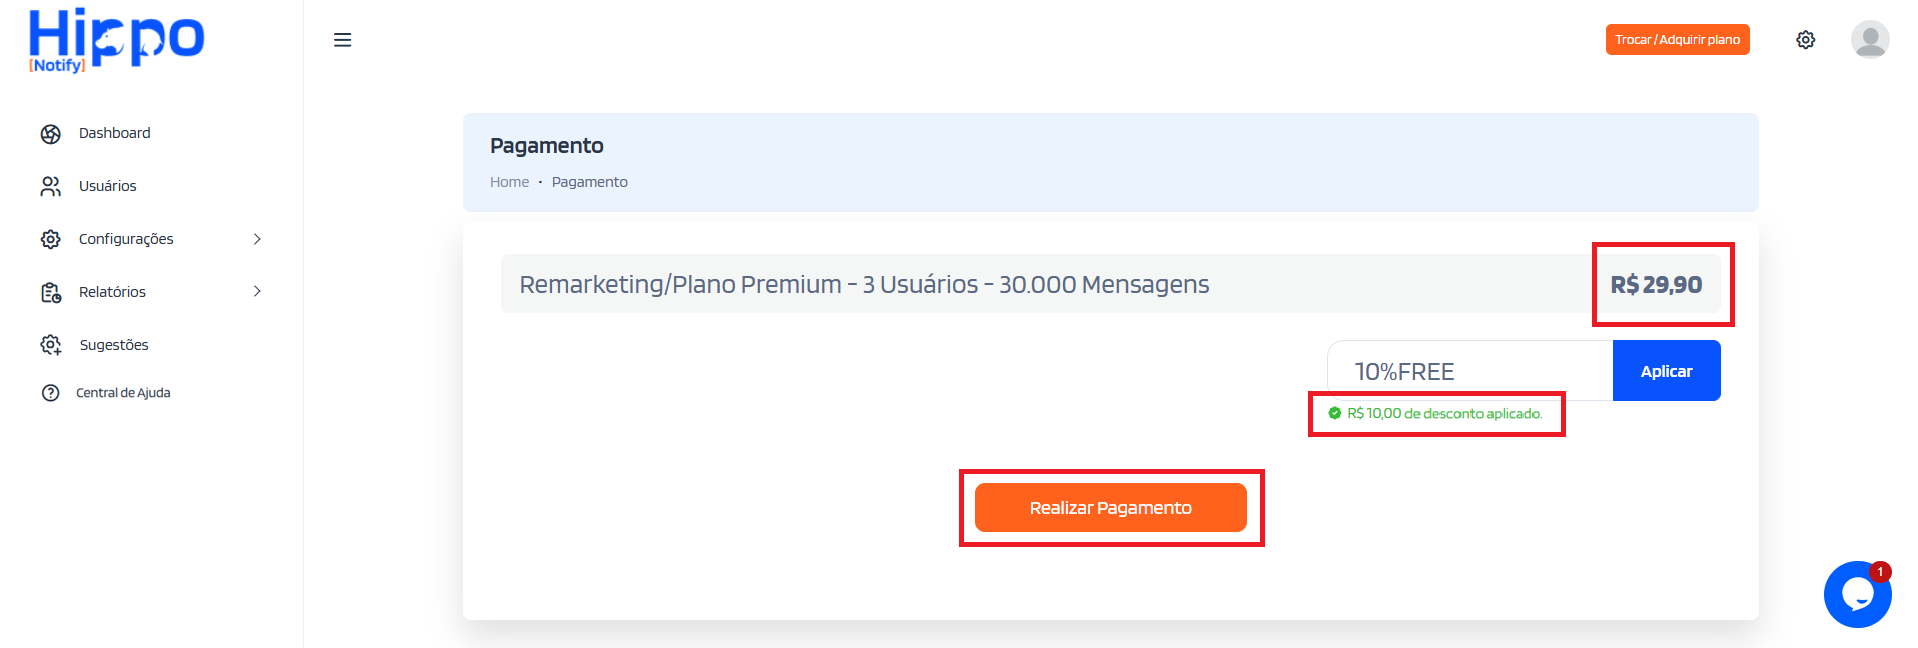 Hippo
[Notify]
Trocar/Adquirir plano
Dashboard
Usuários
Configurações
Relatórios
Sugestões
Central de Ajuda
Pagamento
Home • Pagamento
Remarketing/Plano Premium - 3 Usuários - 30.000 Mensagens
R$ 29,90
10%FREE
Aplicar
R$ 10,00 de desconto aplicado.
Realizar Pagamento
1